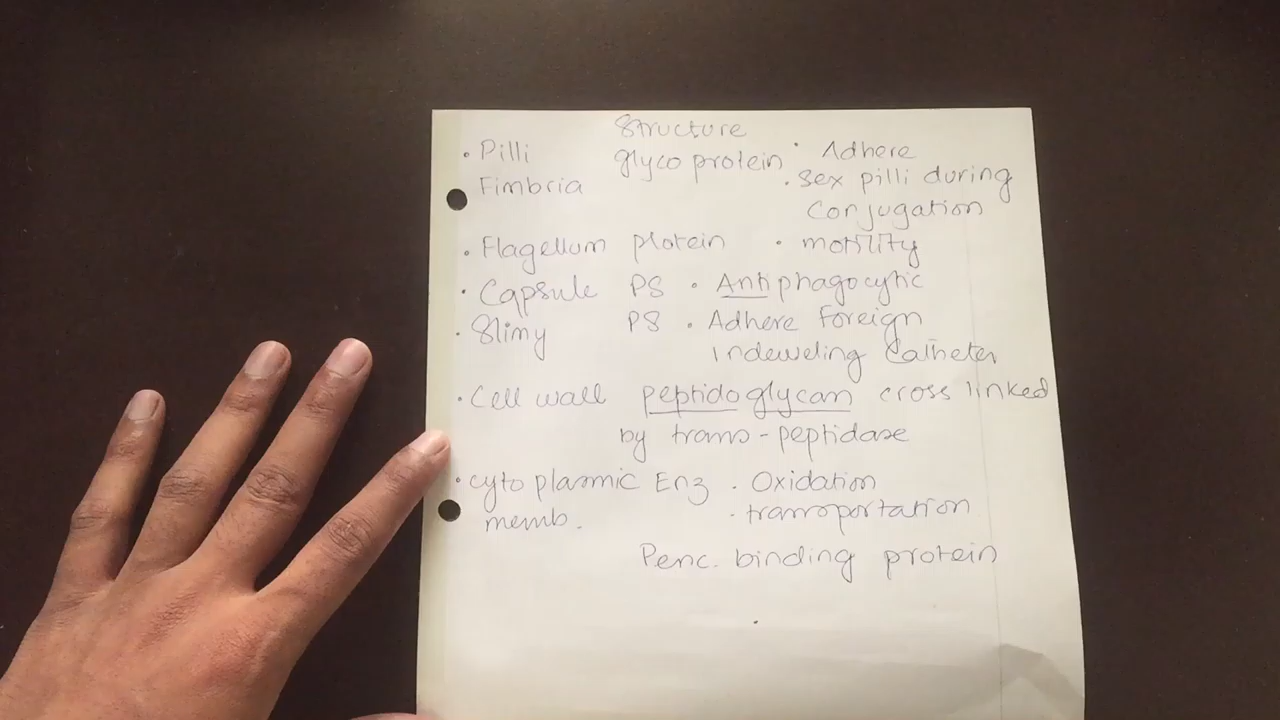 Structure
• Pilli glyco protein • Adhere
Fimbria • sex pilli during
Conjugation
• Flagellum protein • motility
• Capsule PS • Antiphagocytic
• Slimy PS • Adhere Foreign
Indeweling Catheter
• Cell wall peptidoglycan cross linked
by trans-peptidase
• cyto plasmic Enz • Oxidation
memb. • transportation
Penc. binding protein